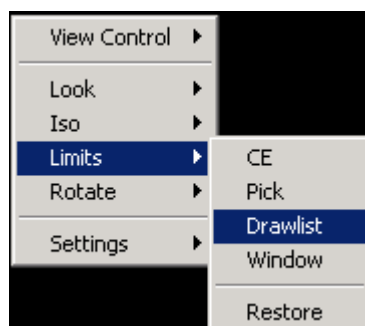 View Control
Look
Iso
Limits
Rotate
Settings
CE
Pick
Drawlist
Window
Restore